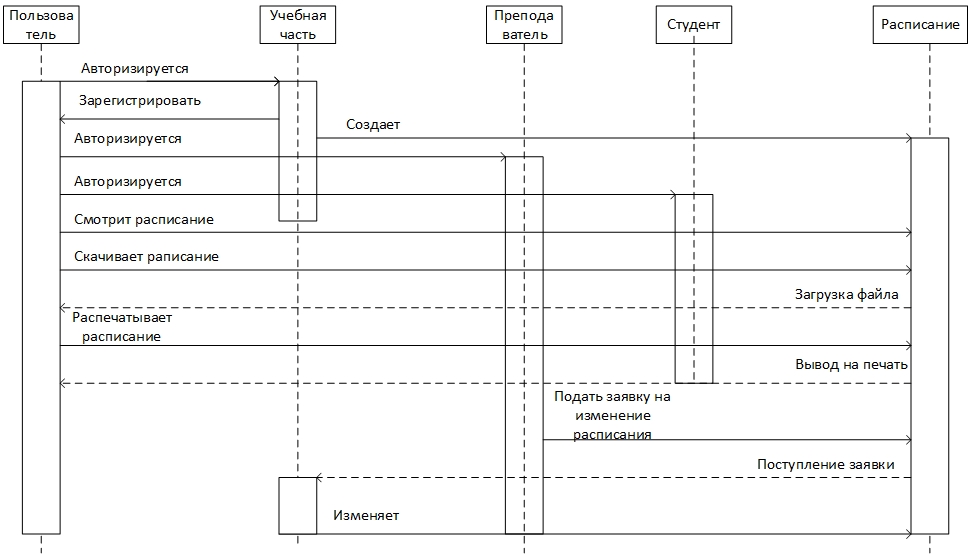 Пользова
тель
Учебная
часть
Препода
ватель
Студент
Расписание
Авторизируется
Зарегистрировать
Создает
Авторизируется
Авторизируется
Смотрит расписание
Скачивает раписание
Загрузка файла
Распечатывает
расписание
Вывод на печать
Подать заявку на
изменение
расписания
Поступление заявки
Изменяет